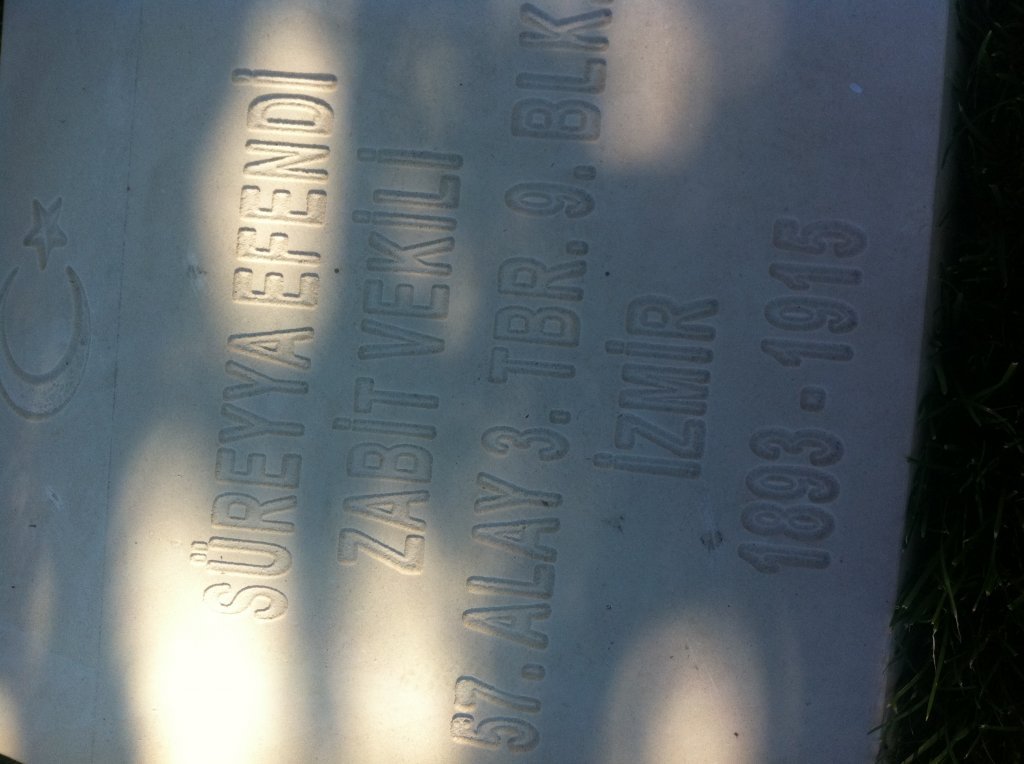 SÜREYYA EFENDİ
ZABİT VEKİLİ
57. ALAY 3. TBR. 9. BLK.
İZMİR
1893 - 1915